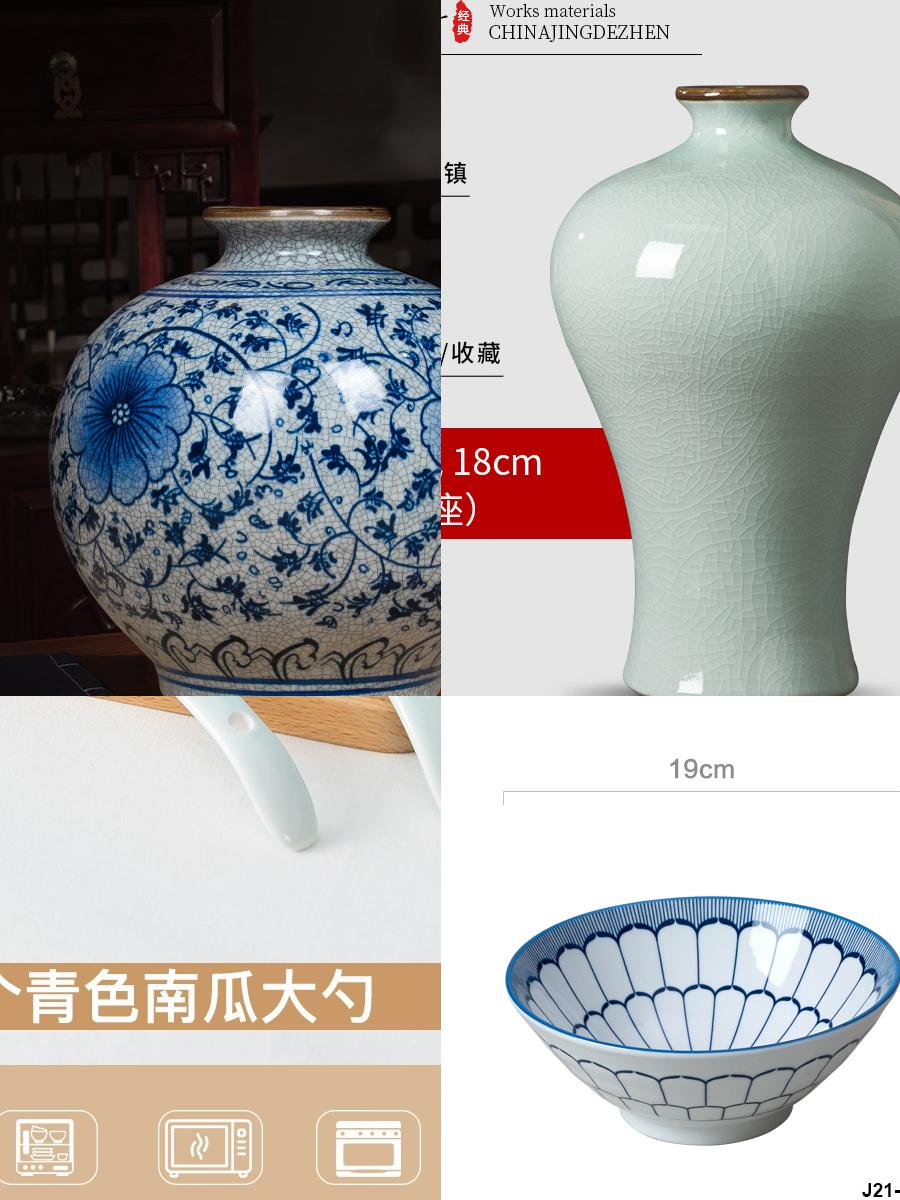 经典
Works materials
CHINAJINGDEZHEN
镇
/收藏
18cm
座）
个青色南瓜大勺
19cm
J21-